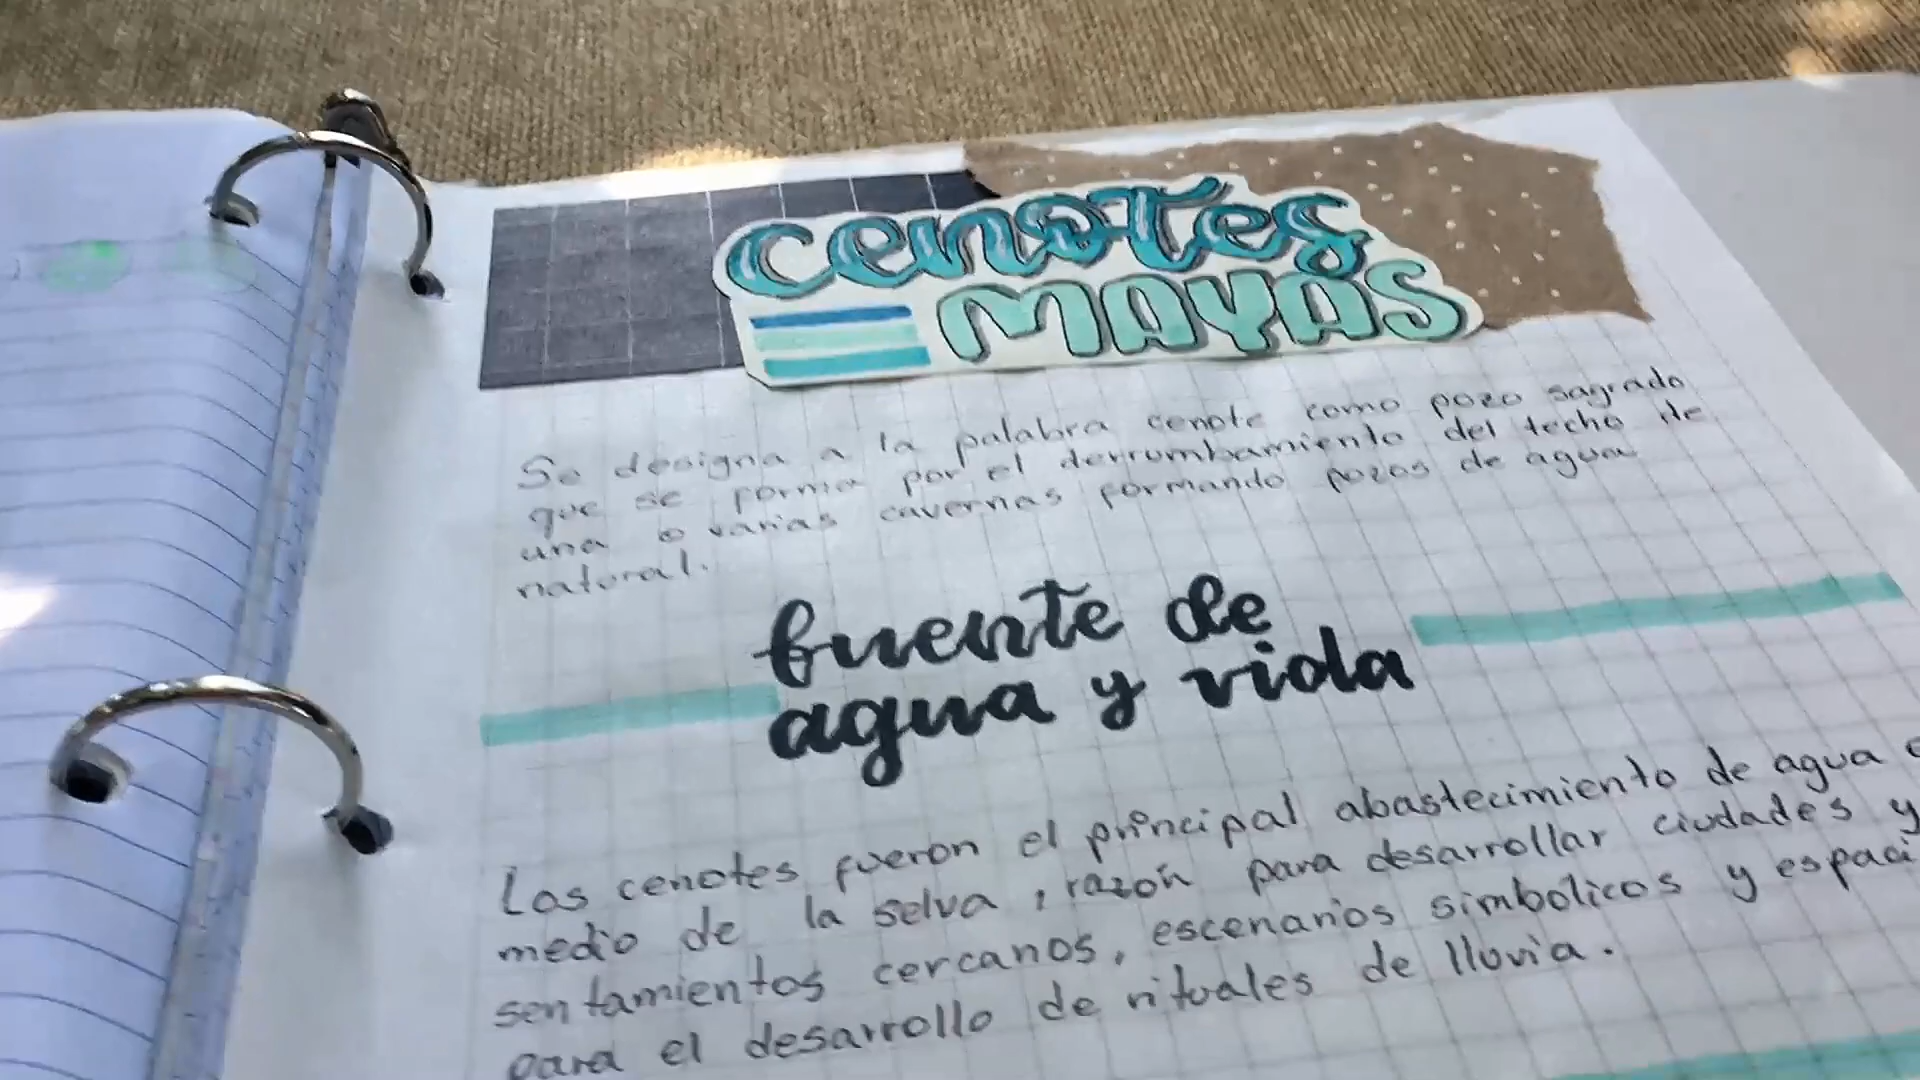 cenotes
MAYAS
Se designa a la palabra cenote como pozo sagrado
que se forma por el derrumbamiento del techo de
una o varias cavernas formando pozos de agua
natural.
fuente de
agua y vida
Los cenotes fueron el principal abastecimiento de agua
medio de la selva, razón para desarrollar ciudades y
sentamientos cercanos, escenarios simbolicos y espaci
para el desarrollo de rituales de lluvia.